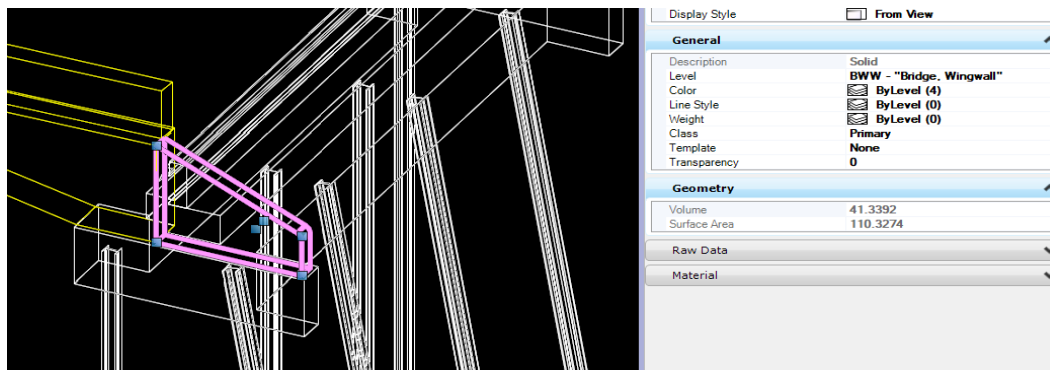 Display Style From View
General
Description Solid
Level BWW - "Bridge, Wingwall"
Color ByLevel (4)
Line Style ByLevel (0)
Weight ByLevel (0)
Class Primary
Template None
Transparency 0
Geometry
Volume 41.3392
Surface Area 110.3274
Raw Data
Material